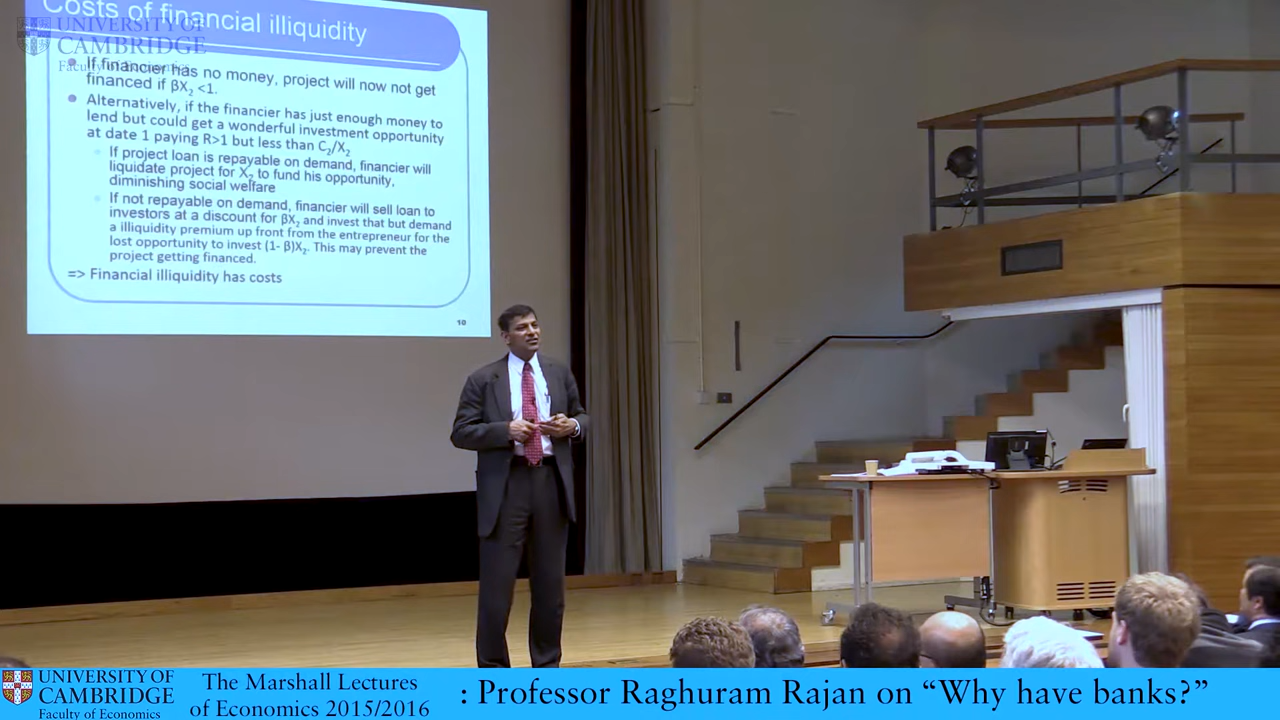 Costs of financial illiquidity
UNIVERSITY OF
CAMBRIDGE
Faculty of Economics
If financier has no money, project will now not get
financed if βX₂ <1.
Alternatively, if the financier has just enough money to
lend but could get a wonderful investment opportunity
at date 1 paying R>1 but less than C₂/X₂
If project loan is repayable on demand, financier will
liquidate project for X₂ to fund his opportunity,
diminishing social welfare
If not repayable on demand, financier will sell loan to
investors at a discount for βX₂ and invest that but demand
a illiquidity premium up front from the entrepreneur for the
lost opportunity to invest (1- β)X₂. This may prevent the
project getting financed.
=> Financial illiquidity has costs
10
UNIVERSITY OF
CAMBRIDGE
Faculty of Economics
The Marshall Lectures
of Economics 2015/2016
: Professor Raghuram Rajan on “Why have banks?”